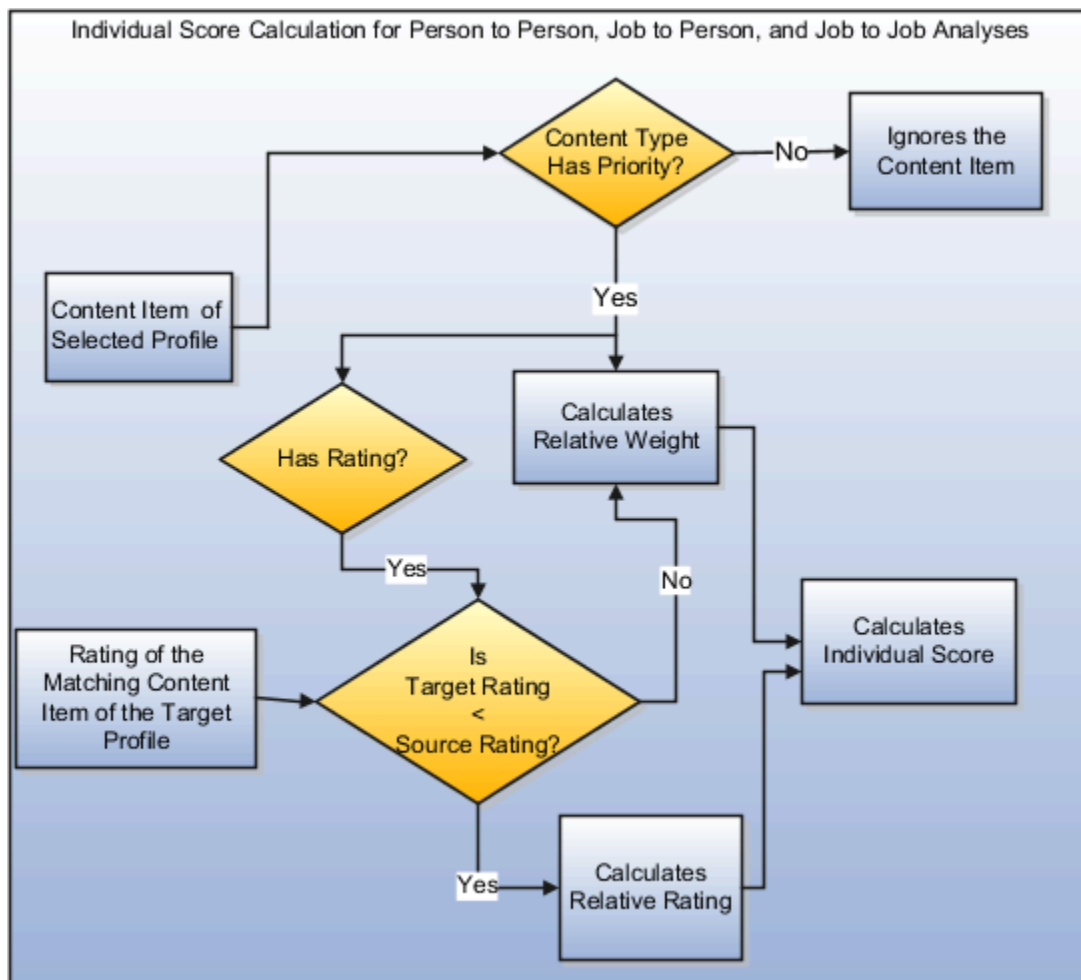 Individual Score Calculation for Person to Person, Job to Person, and Job to Job Analyses
Content Type
Has Priority?
No
Ignores the
Content Item
Yes
Content Item of
Selected Profile
Has Rating?
Calculates
Relative Weight
Yes
No
Rating of the
Matching Content
Item of the Target
Profile
Is
Target Rating
<
Source Rating?
Calculates
Individual Score
Yes
Calculates
Relative Rating